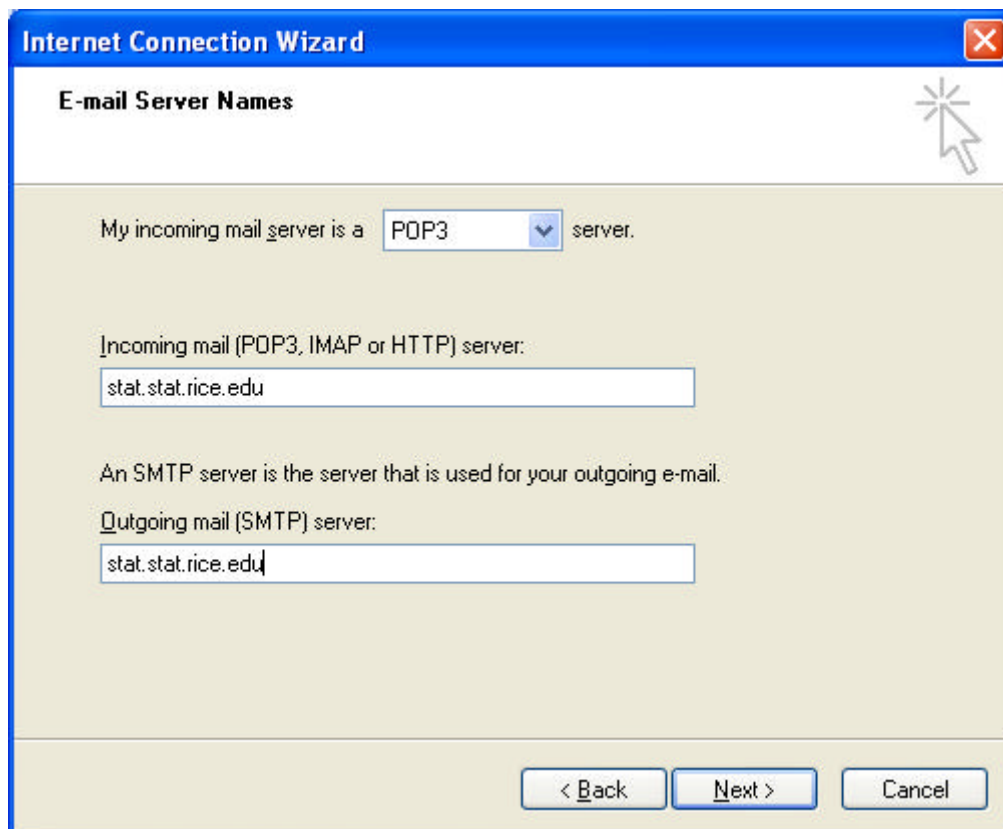 Internet Connection Wizard
E-mail Server Names
My incoming mail server is a POP3 server.
Incoming mail (POP3, IMAP or HTTP) server:
stat.stat.rice.edu
An SMTP server is the server that is used for your outgoing e-mail.
Outgoing mail (SMTP) server:
stat.stat.rice.edu
< Back Next > Cancel